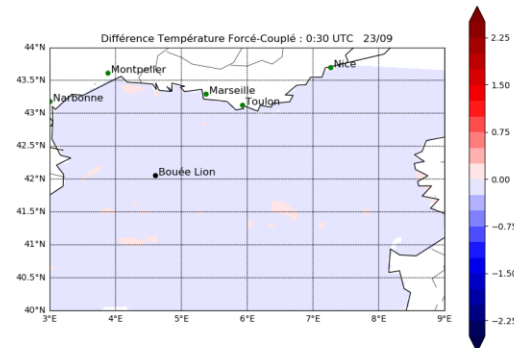 Différence Température Forcé-Couplé : 0:30 UTC 23/09
44°N
43.5°N
43°N
42.5°N
42°N
41.5°N
41°N
40.5°N
40°N
3°E
4°E
5°E
6°E
7°E
8°E
9°E
Montpellier
Nice
Narbonne
Marseille
Toulon
Bouée Lion
2.25
1.50
0.75
0.00
−0.75
−1.50
−2.25